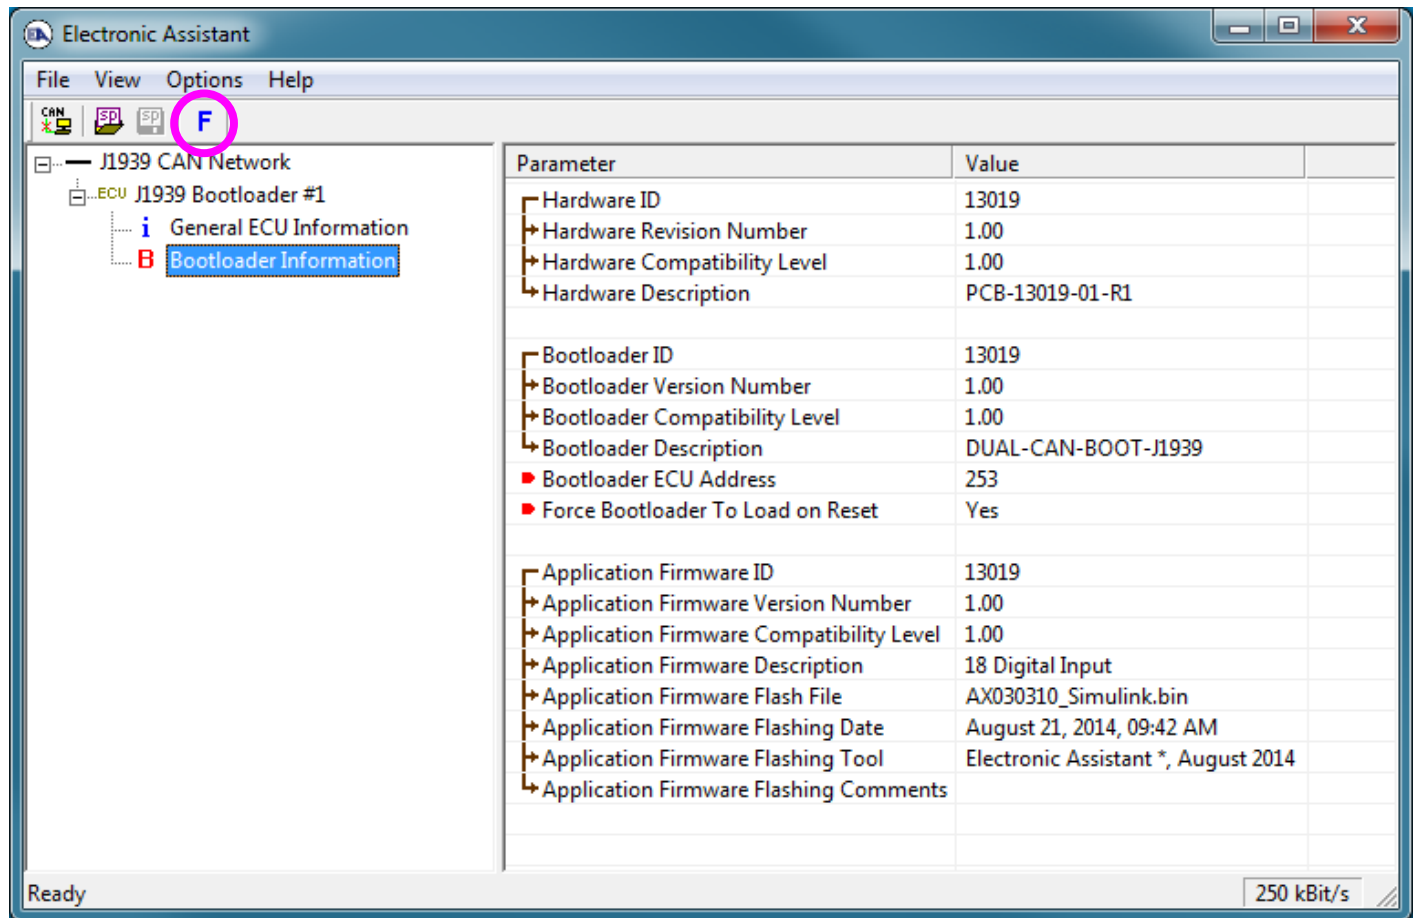 Electronic Assistant
File View Options Help
CAN SP SP F
J1939 CAN Network
ECU J1939 Bootloader #1
i General ECU Information
B Bootloader Information
Parameter Value
Hardware ID 13019
Hardware Revision Number 1.00
Hardware Compatibility Level 1.00
Hardware Description PCB-13019-01-R1
Bootloader ID 13019
Bootloader Version Number 1.00
Bootloader Compatibility Level 1.00
Bootloader Description DUAL-CAN-BOOT-J1939
Bootloader ECU Address 253
Force Bootloader To Load on Reset Yes
Application Firmware ID 13019
Application Firmware Version Number 1.00
Application Firmware Compatibility Level 1.00
Application Firmware Description 18 Digital Input
Application Firmware Flash File AX030310_Simulink.bin
Application Firmware Flashing Date August 21, 2014, 09:42 AM
Application Firmware Flashing Tool Electronic Assistant *, August 2014
Application Firmware Flashing Comments
Ready 250 kBit/s